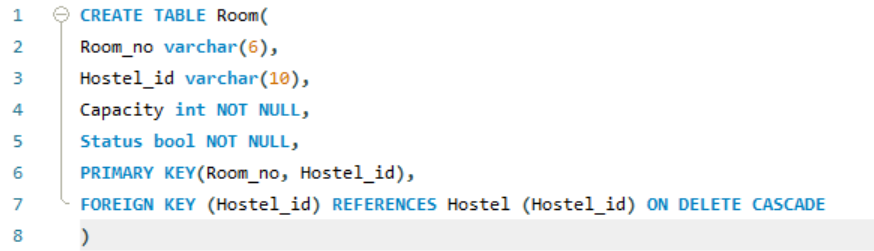 1 CREATE TABLE Room(
2 Room_no varchar(6),
3 Hostel_id varchar(10),
4 Capacity int NOT NULL,
5 Status bool NOT NULL,
6 PRIMARY KEY(Room_no, Hostel_id),
7 FOREIGN KEY (Hostel_id) REFERENCES Hostel (Hostel_id) ON DELETE CASCADE
8 )